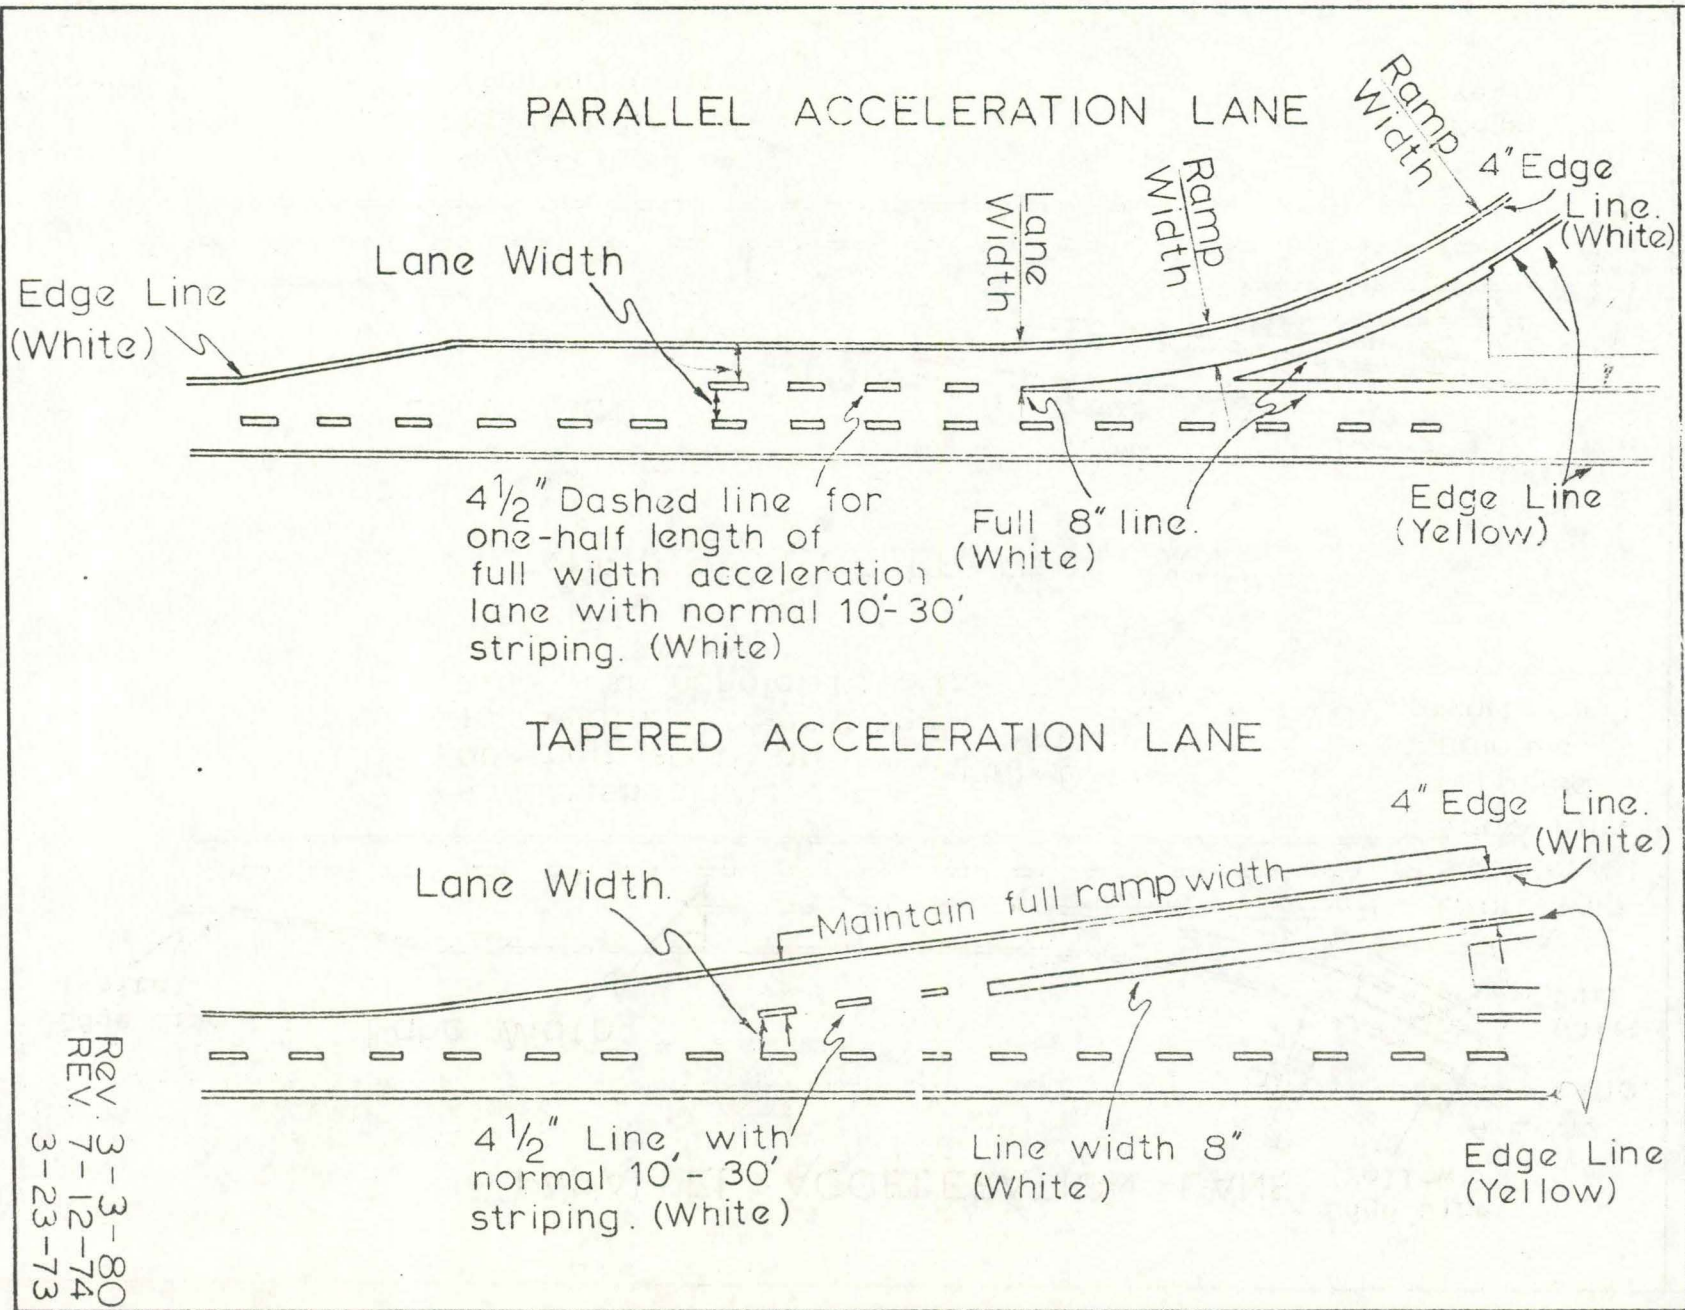 PARALLEL ACCELERATION LANE
Ramp
Width
4" Edge
Line.
(White)
Ramp
Width
Lane
Width
Lane Width
Edge Line
(White)
4 1/2" Dashed line for
one-half length of
full width acceleration
lane with normal 10'-30'
striping. (White)
Full 8" line.
(White)
Edge Line
(Yellow)
TAPERED ACCELERATION LANE
4" Edge Line.
(White)
Lane Width.
Maintain full ramp width
4 1/2" Line with
normal 10' - 30'
striping. (White)
Line width 8"
(White)
Edge Line
(Yellow)
Rev. 3-3-80
REV. 7-12-74
3-23-73